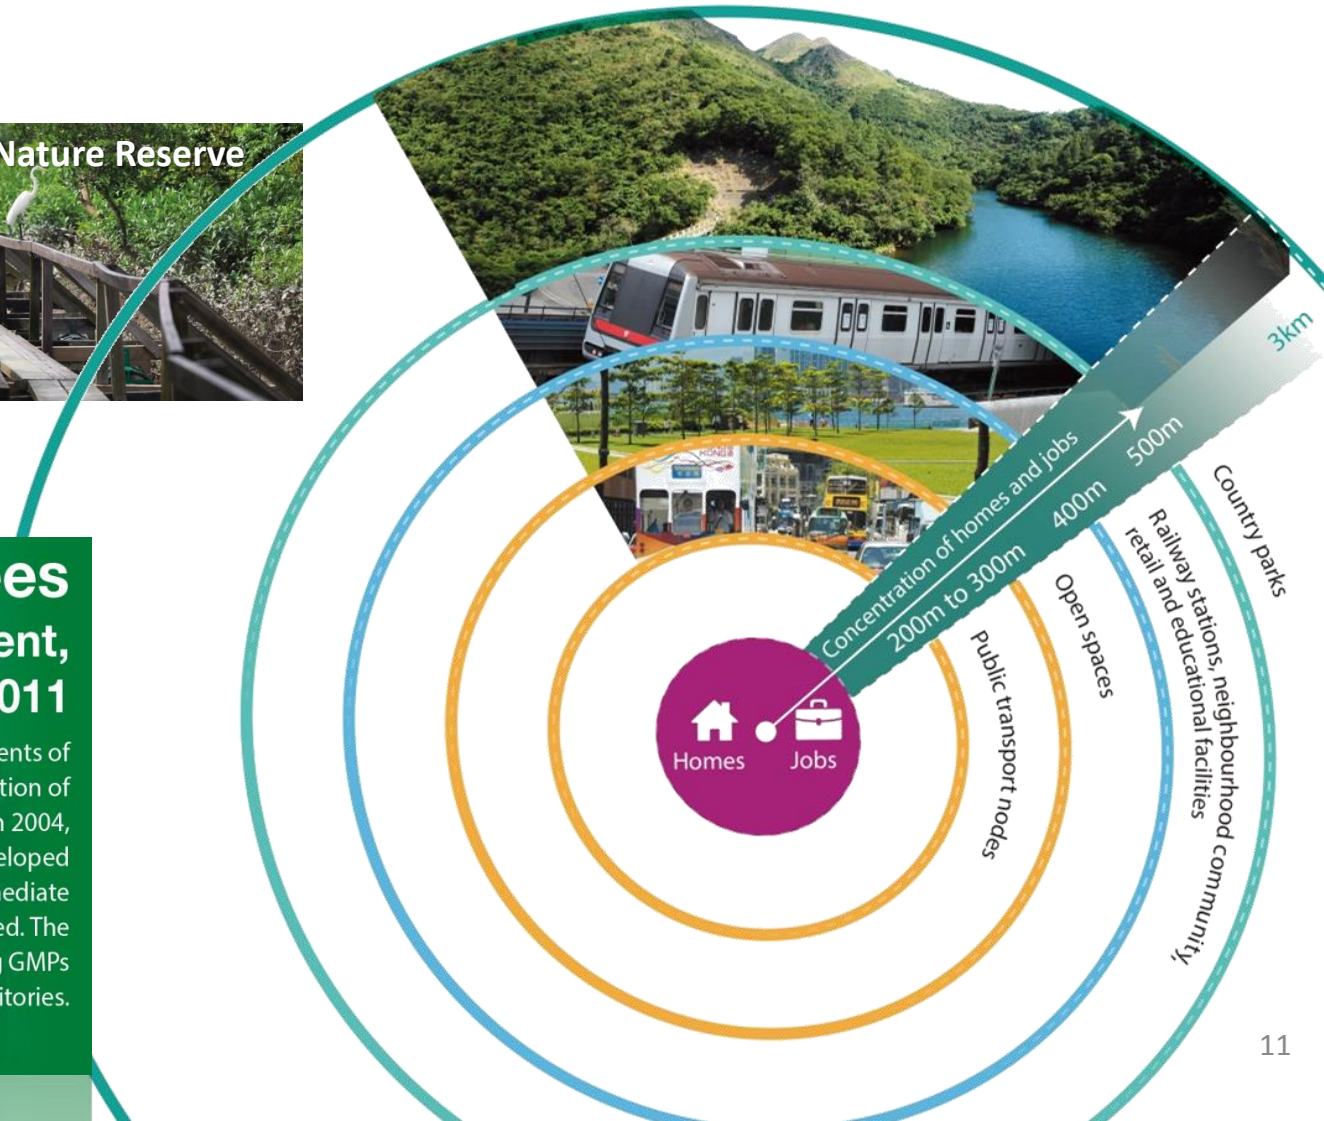 Nature Reserve
ees
ent,
011
ents of
tion of
n 2004,
eloped
nediate
ed. The
g GMPs
itories.
Homes
Jobs
Concentration of homes and jobs
200m to 300m
400m
500m
3km
Public transport nodes
Open spaces
Railway stations, neighbourhood community,
retail and educational facilities
Country parks
11